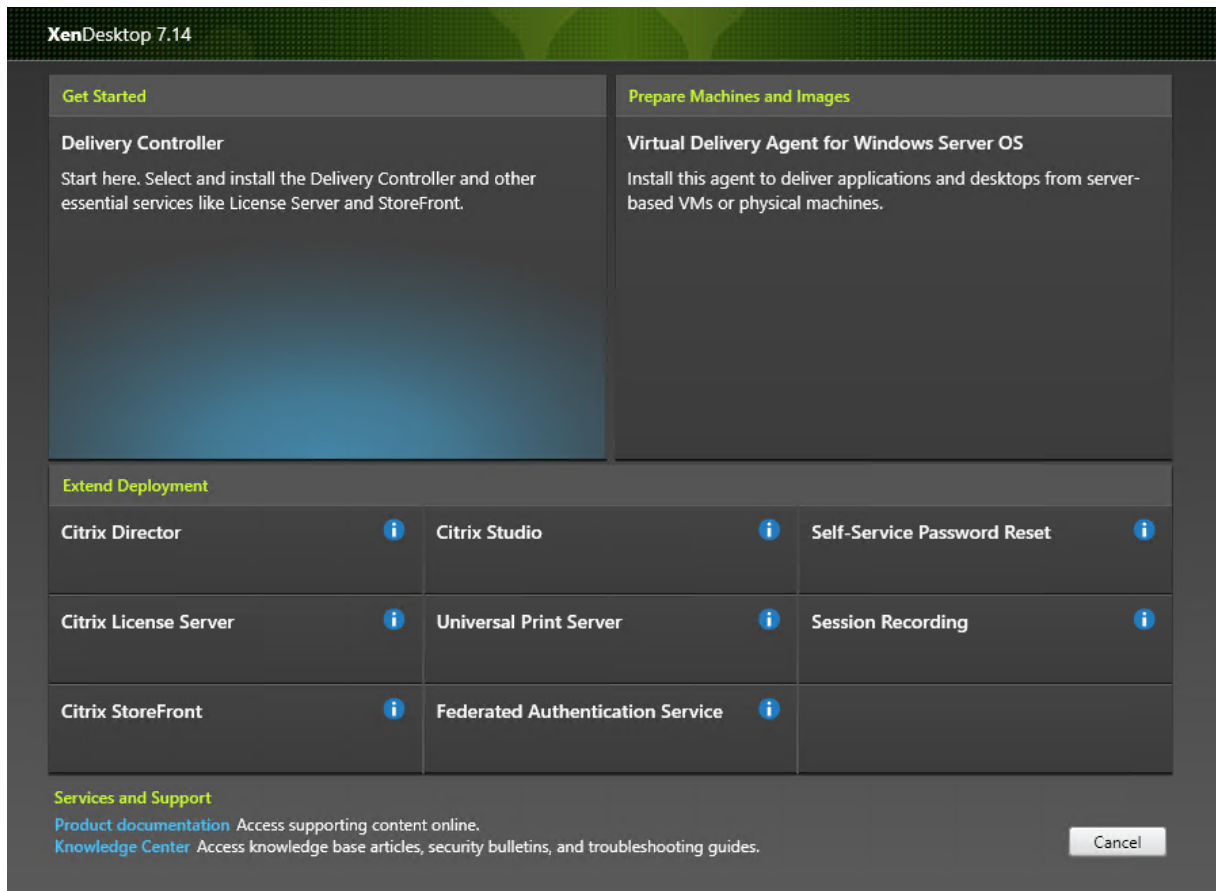 XenDesktop 7.14
Get Started
Delivery Controller
Start here. Select and install the Delivery Controller and other
essential services like License Server and StoreFront.
Prepare Machines and Images
Virtual Delivery Agent for Windows Server OS
Install this agent to deliver applications and desktops from server-
based VMs or physical machines.
Extend Deployment
Citrix Director
Citrix Studio
Self-Service Password Reset
Citrix License Server
Universal Print Server
Session Recording
Citrix StoreFront
Federated Authentication Service
Services and Support
Product documentation Access supporting content online.
Knowledge Center Access knowledge base articles, security bulletins, and troubleshooting guides.
Cancel